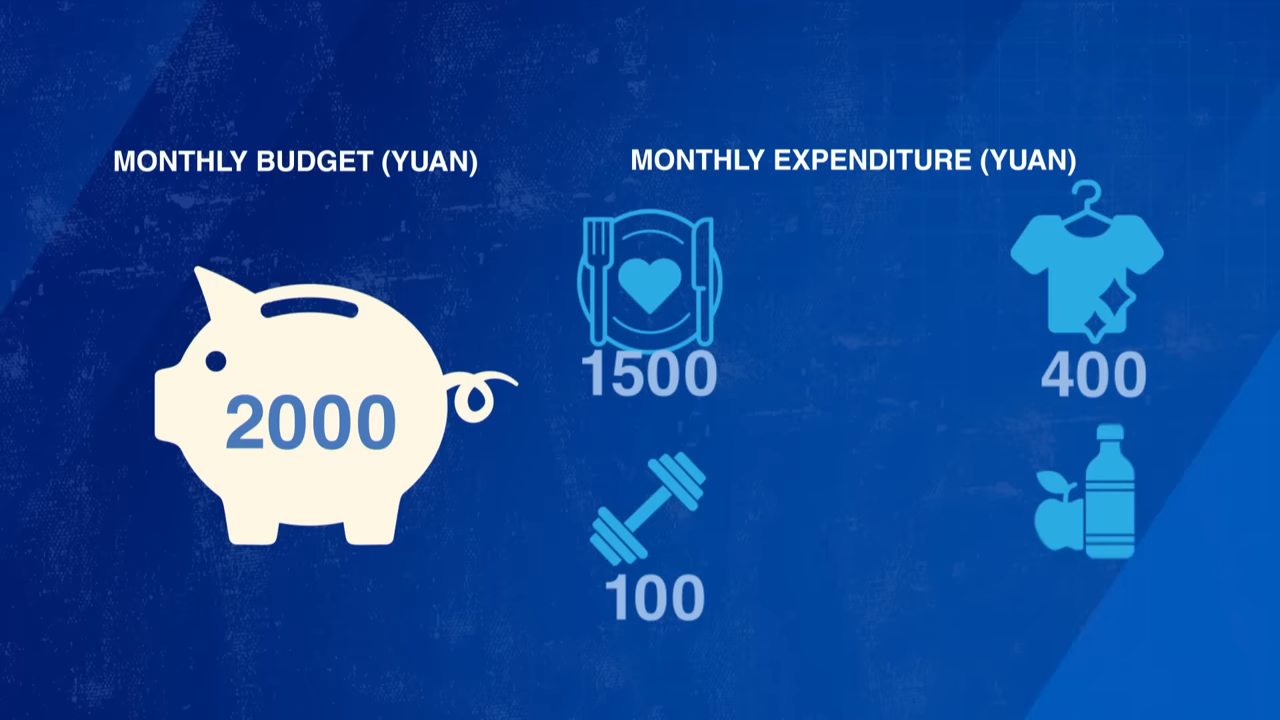 MONTHLY BUDGET (YUAN)
2000
MONTHLY EXPENDITURE (YUAN)
1500
400
100